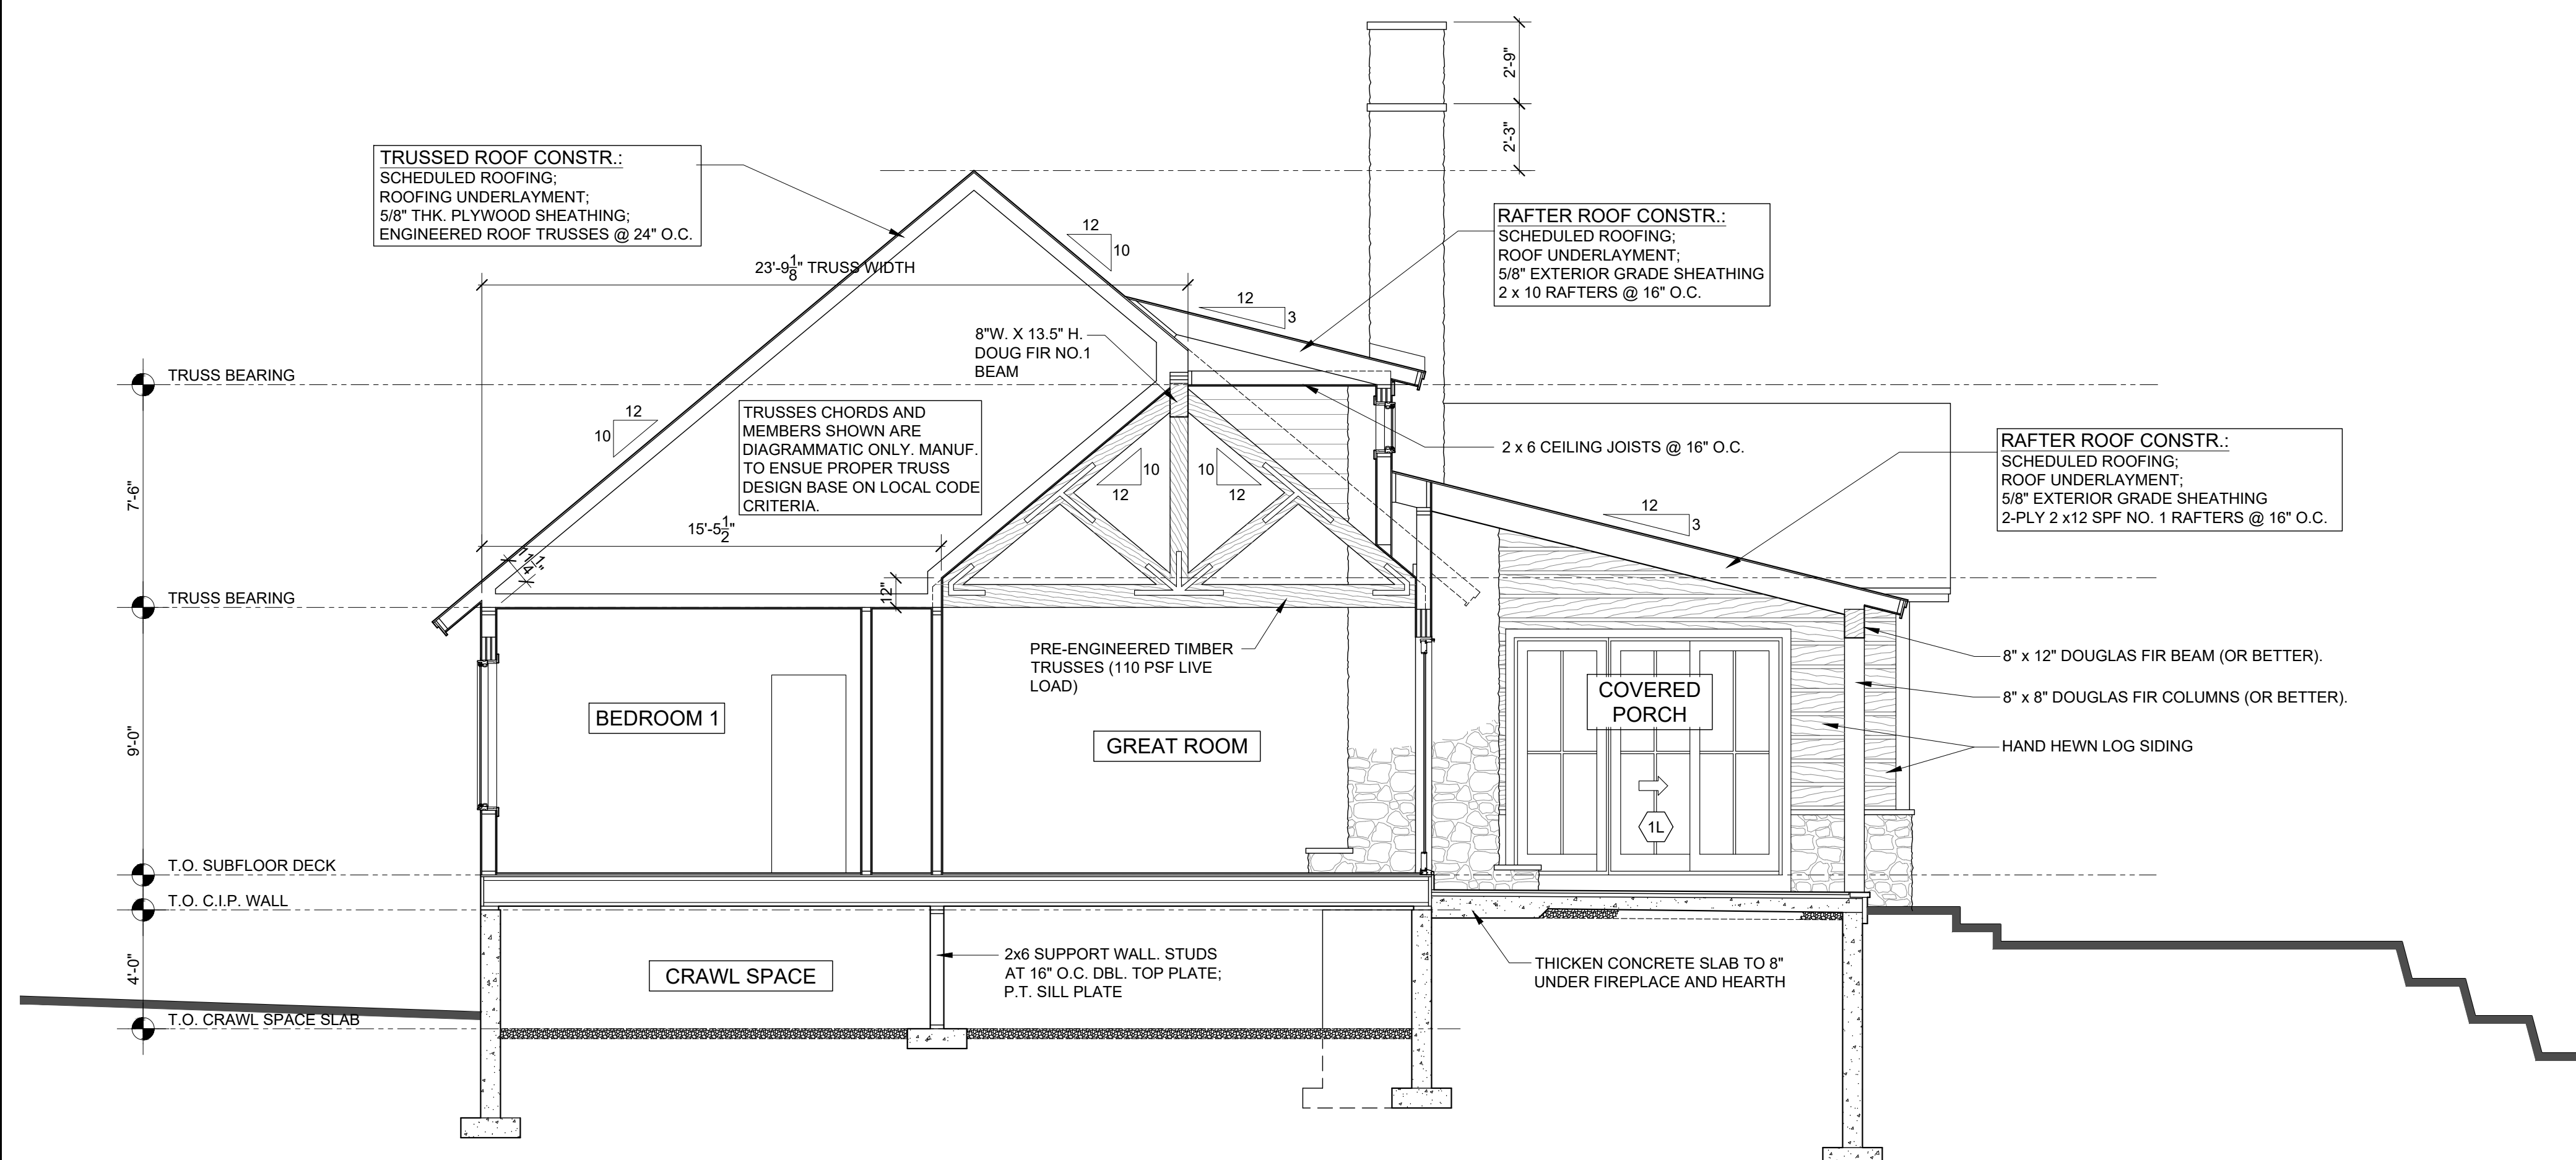 2'-9"
2'-3"
TRUSSED ROOF CONSTR.:
SCHEDULED ROOFING;
ROOFING UNDERLAYMENT;
5/8" THK. PLYWOOD SHEATHING;
ENGINEERED ROOF TRUSSES @ 24" O.C.
12
10
23'-9 1/8" TRUSS WIDTH
RAFTER ROOF CONSTR.:
SCHEDULED ROOFING;
ROOF UNDERLAYMENT;
5/8" EXTERIOR GRADE SHEATHING
2 x 10 RAFTERS @ 16" O.C.
12
3
8"W. X 13.5" H.
DOUG FIR NO.1
BEAM
TRUSS BEARING
12
10
TRUSSES CHORDS AND
MEMBERS SHOWN ARE
DIAGRAMMATIC ONLY. MANUF.
TO ENSUE PROPER TRUSS
DESIGN BASE ON LOCAL CODE
CRITERIA.
2 x 6 CEILING JOISTS @ 16" O.C.
RAFTER ROOF CONSTR.:
SCHEDULED ROOFING;
ROOF UNDERLAYMENT;
5/8" EXTERIOR GRADE SHEATHING
2-PLY 2 x12 SPF NO. 1 RAFTERS @ 16" O.C.
10
12
10
12
7'-6"
15'-5 1/2"
12
3
12"
TRUSS BEARING
PRE-ENGINEERED TIMBER
TRUSSES (110 PSF LIVE
LOAD)
8" x 12" DOUGLAS FIR BEAM (OR BETTER).
8" x 8" DOUGLAS FIR COLUMNS (OR BETTER).
HAND HEWN LOG SIDING
9'-0"
BEDROOM 1
GREAT ROOM
COVERED
PORCH
1L
T.O. SUBFLOOR DECK
T.O. C.I.P. WALL
4'-0"
CRAWL SPACE
2x6 SUPPORT WALL. STUDS
AT 16" O.C. DBL. TOP PLATE;
P.T. SILL PLATE
THICKEN CONCRETE SLAB TO 8"
UNDER FIREPLACE AND HEARTH
T.O. CRAWL SPACE SLAB